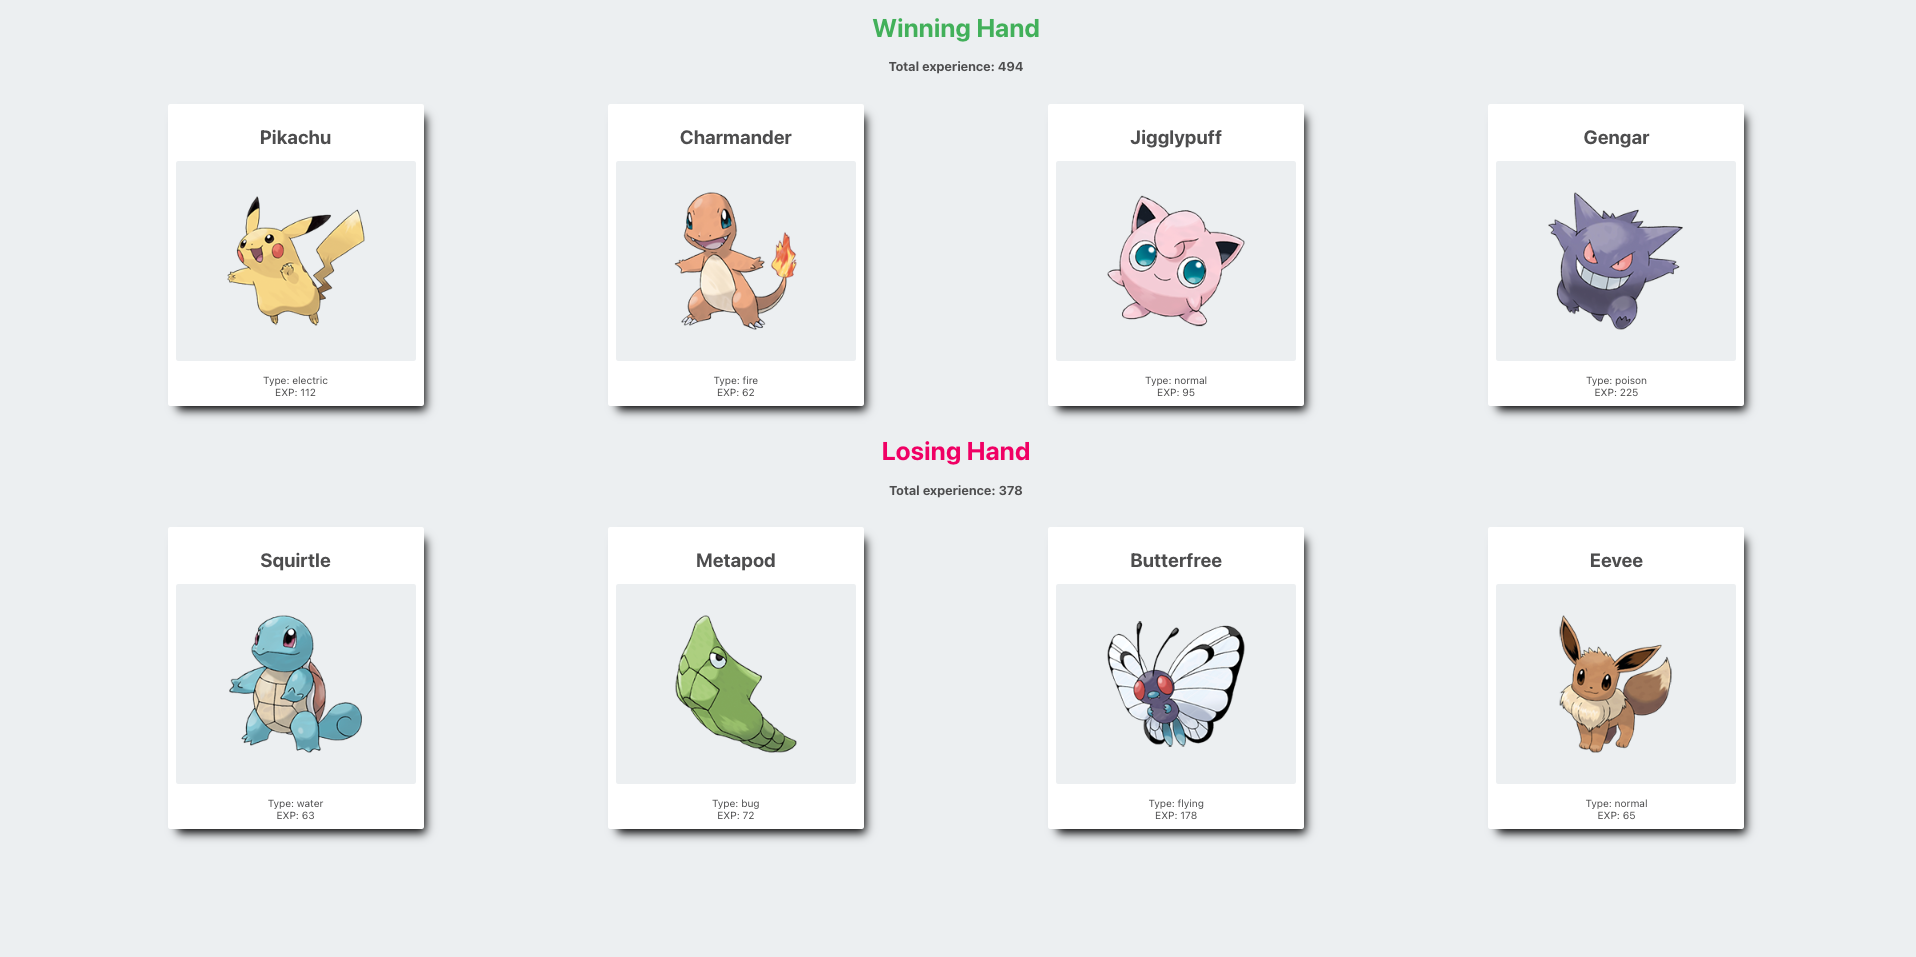 Winning Hand
Total experience: 494
Pikachu
Type: electric
EXP: 112
Charmander
Type: fire
EXP: 62
Jigglypuff
Type: normal
EXP: 95
Gengar
Type: poison
EXP: 225
Losing Hand
Total experience: 378
Squirtle
Type: water
EXP: 63
Metapod
Type: bug
EXP: 72
Butterfree
Type: flying
EXP: 178
Eevee
Type: normal
EXP: 65